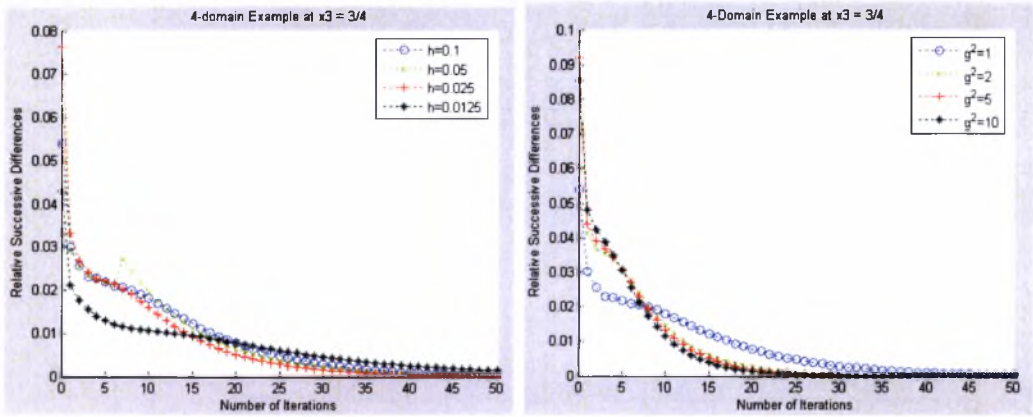 4-domain Example at x3 = 3/4
Relative Successive Differences
0.08
0.07
0.06
0.05
0.04
0.03
0.02
0.01
0
0 5 10 15 20 25 30 35 40 45 50
Number of Iterations
h=0.1
h=0.05
h=0.025
h=0.0125
4-Domain Example at x3 = 3/4
Relative Successive Differences
0.1
0.09
0.08
0.07
0.06
0.05
0.04
0.03
0.02
0.01
0
0 5 10 15 20 25 30 35 40 45 50
Number of Iterations
g²=1
g²=2
g²=5
g²=10